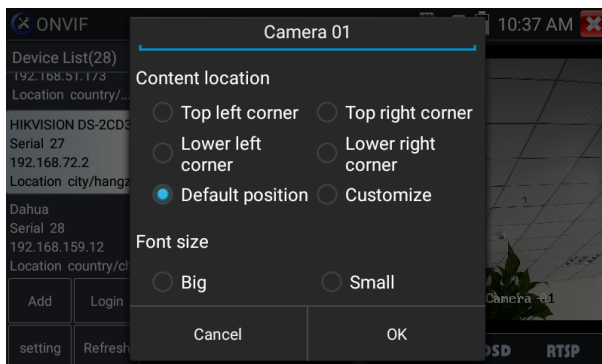 ONVIF
10:37 AM
Device List(28)
192.168.51.173
Location country/...
HIKVISION DS-2CD3
Serial 27
192.168.72.2
Location city/hangz
Dahua
Serial 28
192.168.159.12
Location country/ch
Add
Login
setting
Refresh
Camera 01
Content location
Top left corner
Top right corner
Lower left
corner
Lower right
corner
Default position
Customize
Font size
Big
Small
Cancel
OK
Camera 01
OSD
RTSP